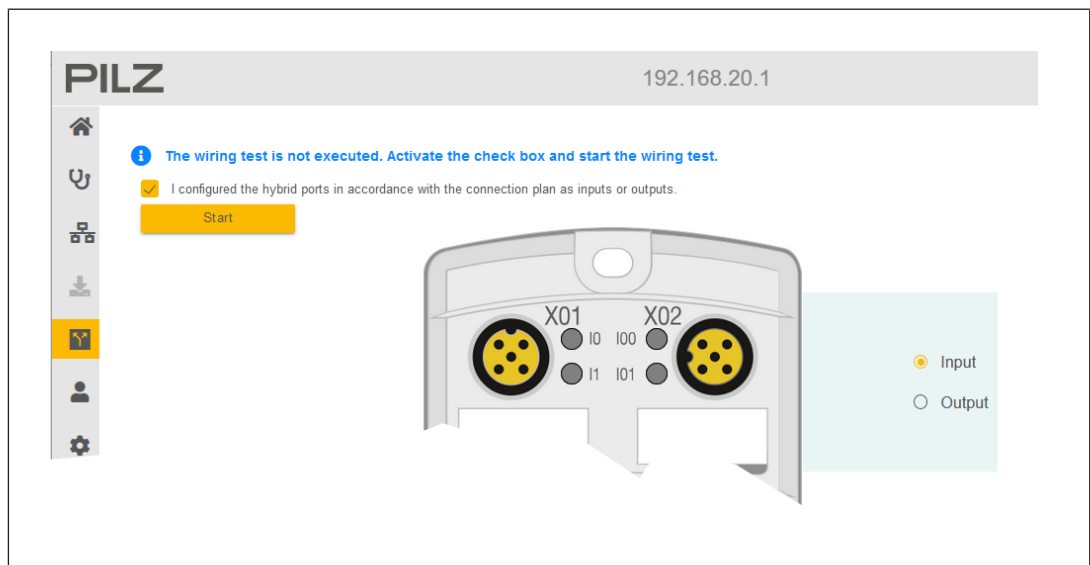 PILZ
192.168.20.1
The wiring test is not executed. Activate the check box and start the wiring test.
I configured the hybrid ports in accordance with the connection plan as inputs or outputs.
Start
X01 X02
I0 I00
I1 I01
Input
Output